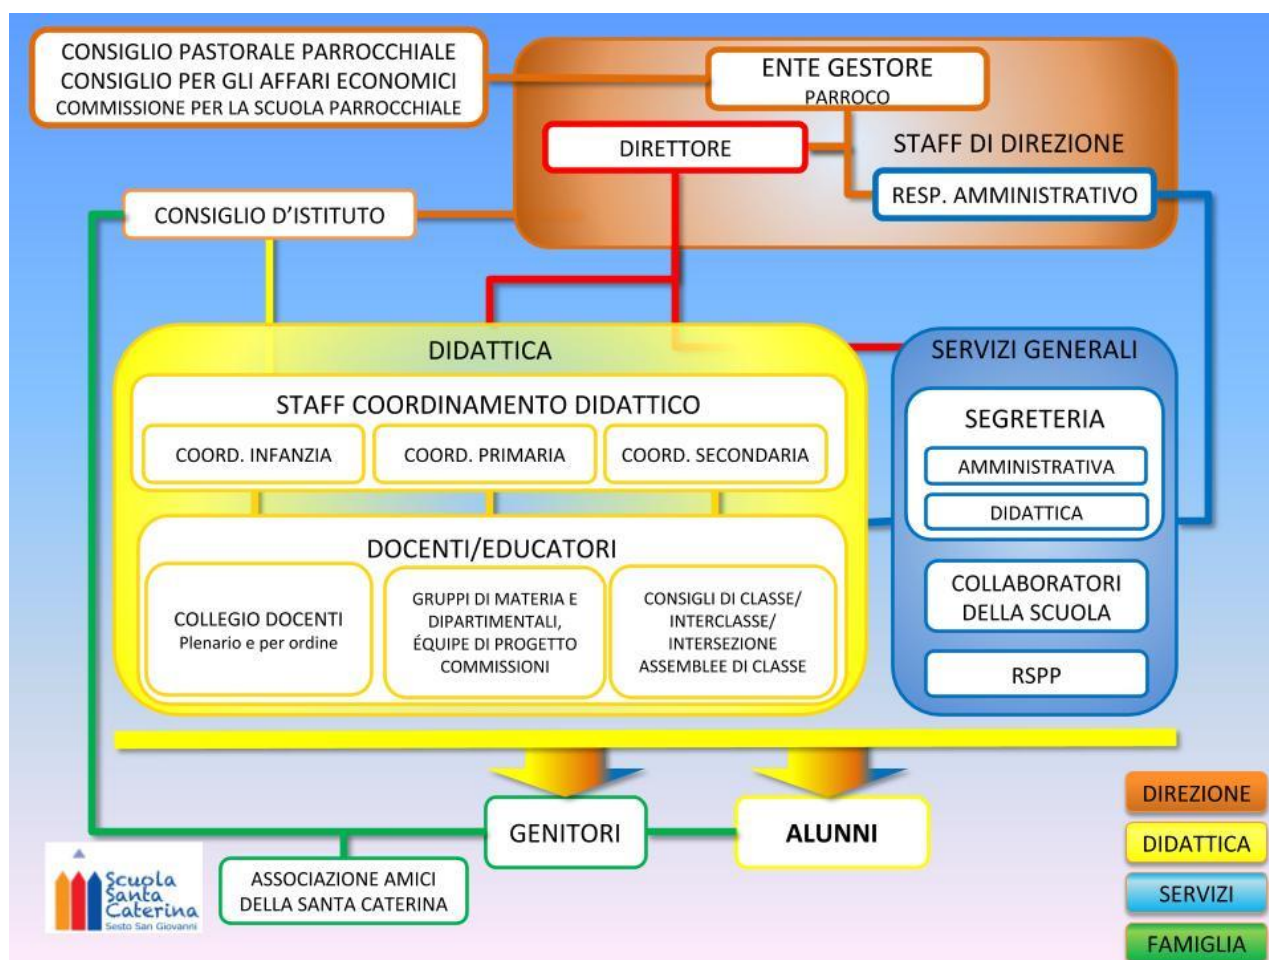 CONSIGLIO PASTORALE PARROCCHIALE
CONSIGLIO PER GLI AFFARI ECONOMICI
COMMISSIONE PER LA SCUOLA PARROCCHIALE
ENTE GESTORE
PARROCO
DIRETTORE
STAFF DI DIREZIONE
RESP. AMMINISTRATIVO
CONSIGLIO D'ISTITUTO
DIDATTICA
STAFF COORDINAMENTO DIDATTICO
COORD. INFANZIA
COORD. PRIMARIA
COORD. SECONDARIA
DOCENTI/EDUCATORI
COLLEGIO DOCENTI
Plenario e per ordine
GRUPPI DI MATERIA E
DIPARTIMENTALI,
ÉQUIPE DI PROGETTO
COMMISSIONI
CONSIGLI DI CLASSE/
INTERCLASSE/
INTERSEZIONE
ASSEMBLEE DI CLASSE
SERVIZI GENERALI
SEGRETERIA
AMMINISTRATIVA
DIDATTICA
COLLABORATORI
DELLA SCUOLA
RSPP
GENITORI
ALUNNI
ASSOCIAZIONE AMICI
DELLA SANTA CATERINA
Scuola
Santa
Caterina
Sesto San Giovanni
DIREZIONE
DIDATTICA
SERVIZI
FAMIGLIA